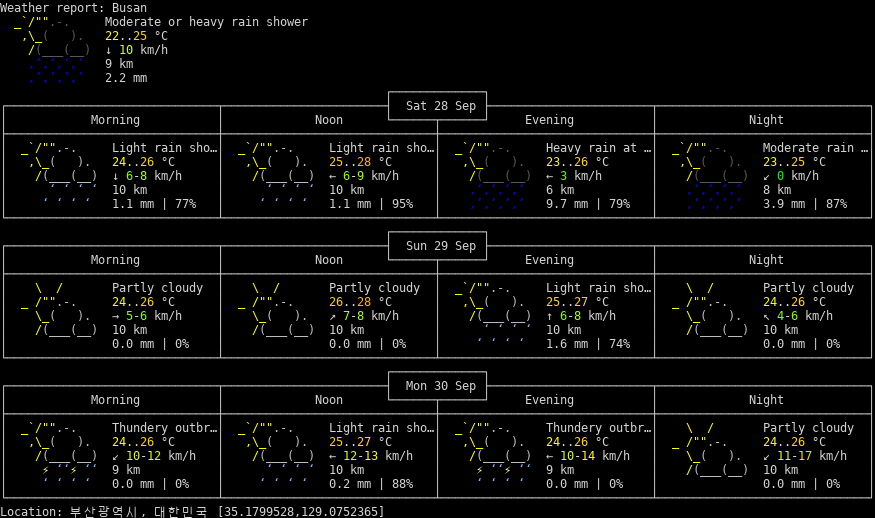 Weather report: Busan
Moderate or heavy rain shower
22..25 °C
↓ 10 km/h
9 km
2.2 mm
Sat 28 Sep
Morning Noon Evening Night
Light rain sho… Light rain sho… Heavy rain at … Moderate rain …
24..26 °C 25..28 °C 23..26 °C 23..25 °C
↓ 6-8 km/h ← 6-9 km/h ← 3 km/h ↙ 0 km/h
10 km 10 km 6 km 8 km
1.1 mm | 77% 1.1 mm | 95% 9.7 mm | 79% 3.9 mm | 87%
Sun 29 Sep
Morning Noon Evening Night
Partly cloudy Partly cloudy Light rain sho… Partly cloudy
24..26 °C 26..28 °C 25..27 °C 24..26 °C
→ 5-6 km/h ↗ 7-8 km/h ↑ 6-8 km/h ↖ 4-6 km/h
10 km 10 km 10 km 10 km
0.0 mm | 0% 0.0 mm | 0% 1.6 mm | 74% 0.0 mm | 0%
Mon 30 Sep
Morning Noon Evening Night
Thundery outbr… Light rain sho… Thundery outbr… Partly cloudy
24..26 °C 25..27 °C 24..26 °C 24..26 °C
↙ 10-12 km/h ← 12-13 km/h ← 10-14 km/h ↙ 11-17 km/h
9 km 10 km 9 km 10 km
0.0 mm | 0% 0.2 mm | 88% 0.0 mm | 0% 0.0 mm | 0%
Location: 부산광역시, 대한민국 [35.1799528,129.0752365]